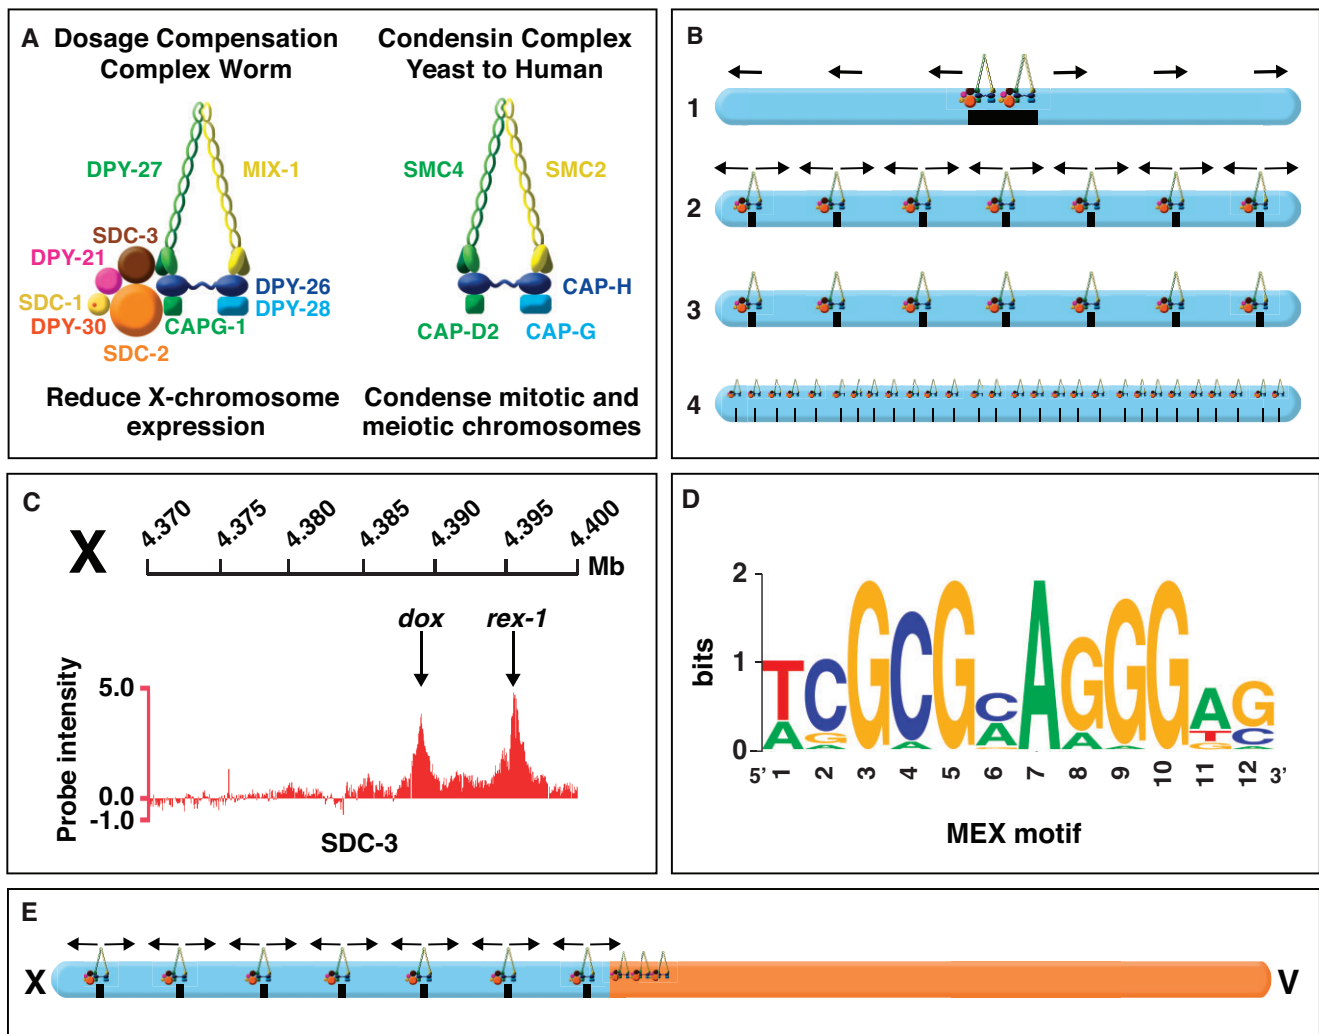 A
Dosage Compensation
Complex Worm
Condensin Complex
Yeast to Human
DPY-27
MIX-1
SMC4
SMC2
SDC-3
DPY-21
SDC-1
DPY-30
SDC-2
CAPG-1
DPY-26
DPY-28
CAP-H
CAP-D2
CAP-G
Reduce X-chromosome
expression
Condense mitotic and
meiotic chromosomes
B
1
2
3
4
C
X
4.370
4.375
4.380
4.385
4.390
4.395
4.400
Mb
dox
rex-1
Probe intensity
5.0
0.0
-1.0
SDC-3
D
bits
2
1
0
T C G C G C A G G G A G
A G A A A A T C
A G A
5' 1 2 3 4 5 6 7 8 9 10 11 12 3'
MEX motif
E
X
V